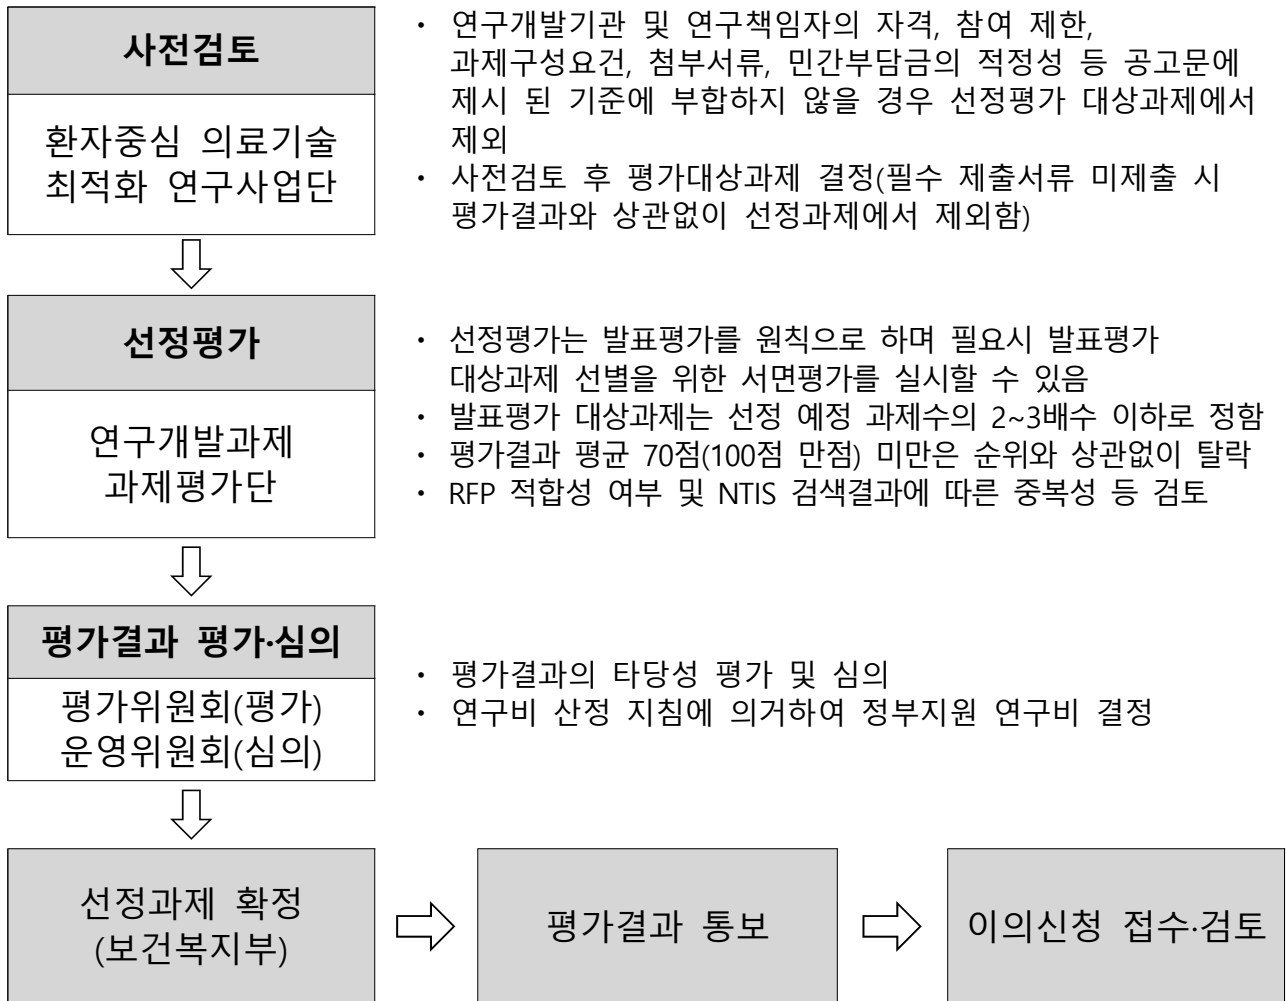 사전검토
환자중심 의료기술
최적화 연구사업단
· 연구개발기관 및 연구책임자의 자격, 참여 제한,
과제구성요건, 첨부서류, 민간부담금의 적정성 등 공고문에
제시 된 기준에 부합하지 않을 경우 선정평가 대상과제에서
제외
· 사전검토 후 평가대상과제 결정(필수 제출서류 미제출 시
평가결과와 상관없이 선정과제에서 제외함)
선정평가
연구개발과제
과제평가단
· 선정평가는 발표평가를 원칙으로 하며 필요시 발표평가
대상과제 선별을 위한 서면평가를 실시할 수 있음
· 발표평가 대상과제는 선정 예정 과제수의 2~3배수 이하로 정함
· 평가결과 평균 70점(100점 만점) 미만은 순위와 상관없이 탈락
· RFP 적합성 여부 및 NTIS 검색결과에 따른 중복성 등 검토
평가결과 평가·심의
평가위원회(평가)
운영위원회(심의)
· 평가결과의 타당성 평가 및 심의
· 연구비 산정 지침에 의거하여 정부지원 연구비 결정
선정과제 확정
(보건복지부)
평가결과 통보
이의신청 접수·검토